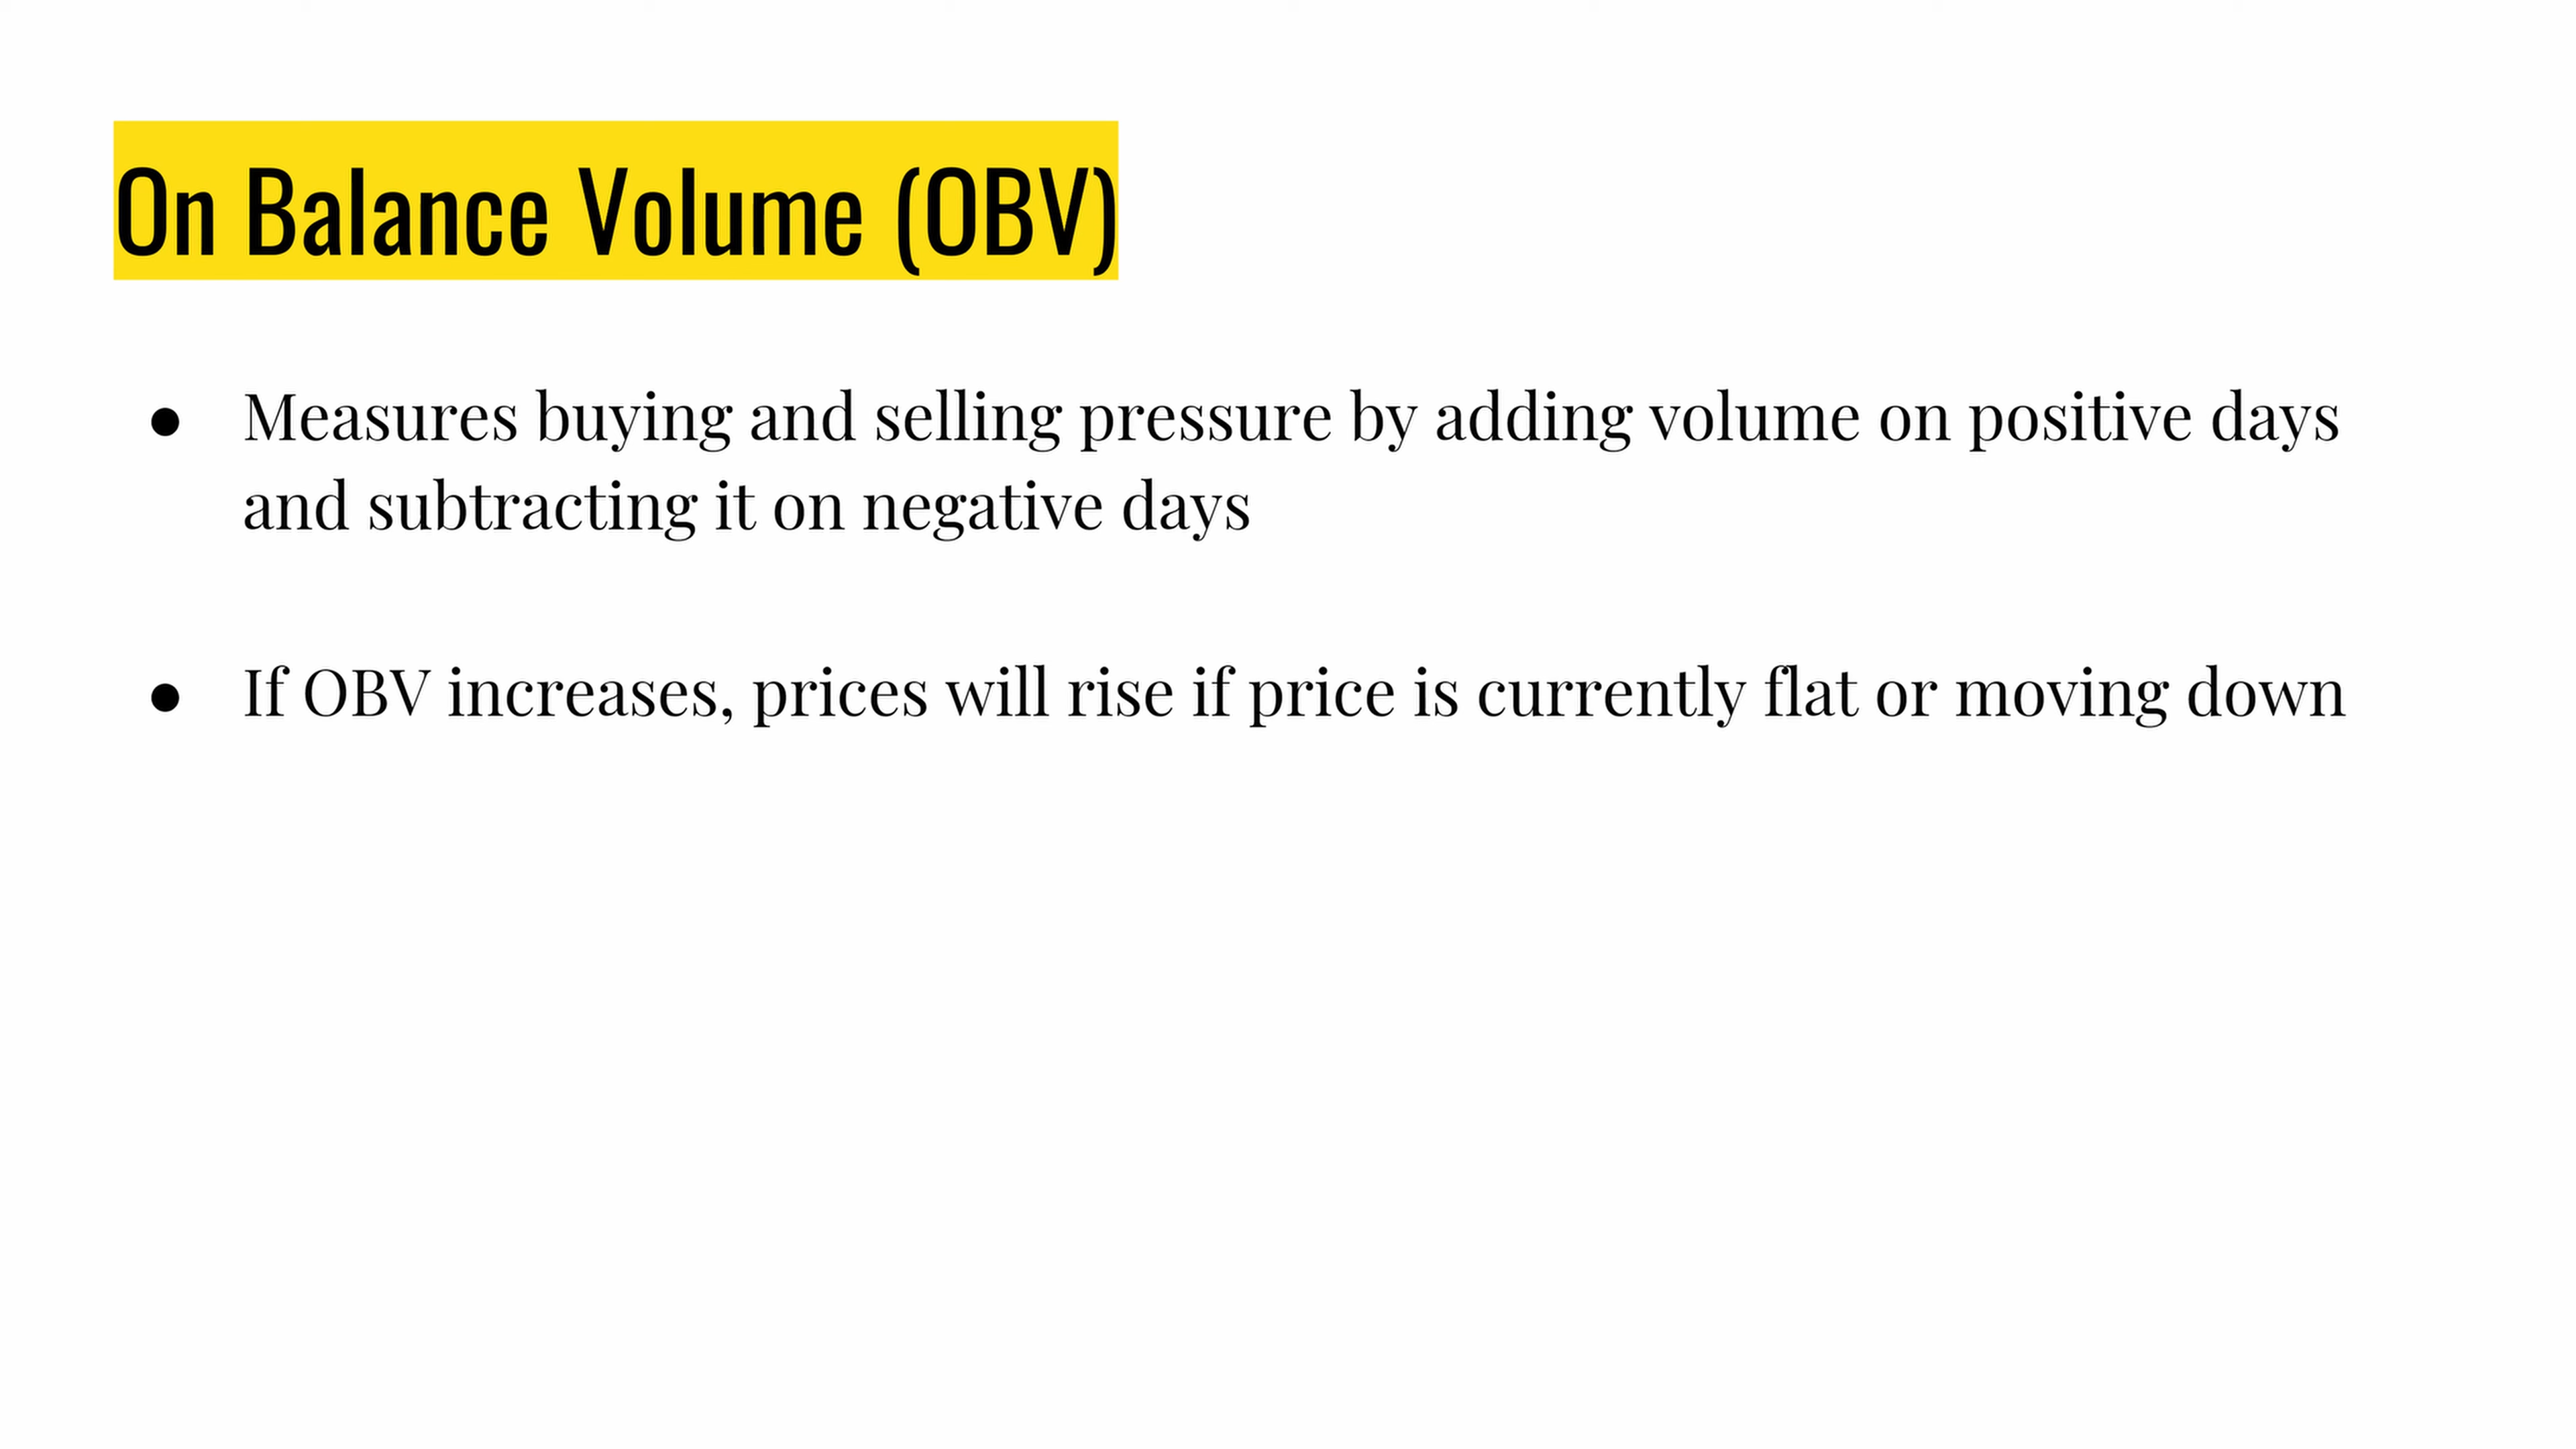 On Balance Volume (OBV)
● Measures buying and selling pressure by adding volume on positive days
and subtracting it on negative days
● If OBV increases, prices will rise if price is currently flat or moving down